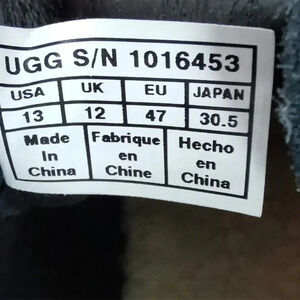 UGG S/N 1016453
USA UK EU JAPAN
13 12 47 30.5
Made Fabrique Hecho
In en en
China Chine China